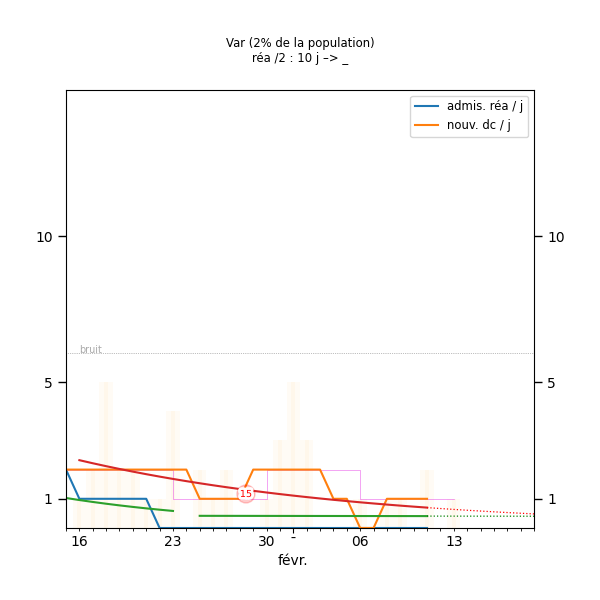 Var (2% de la population)
réa /2 : 10 j –> _
admis. réa / j
nouv. dc / j
10 10
bruit
5 5
15
1 1
16 23 30 - 06 13
févr.